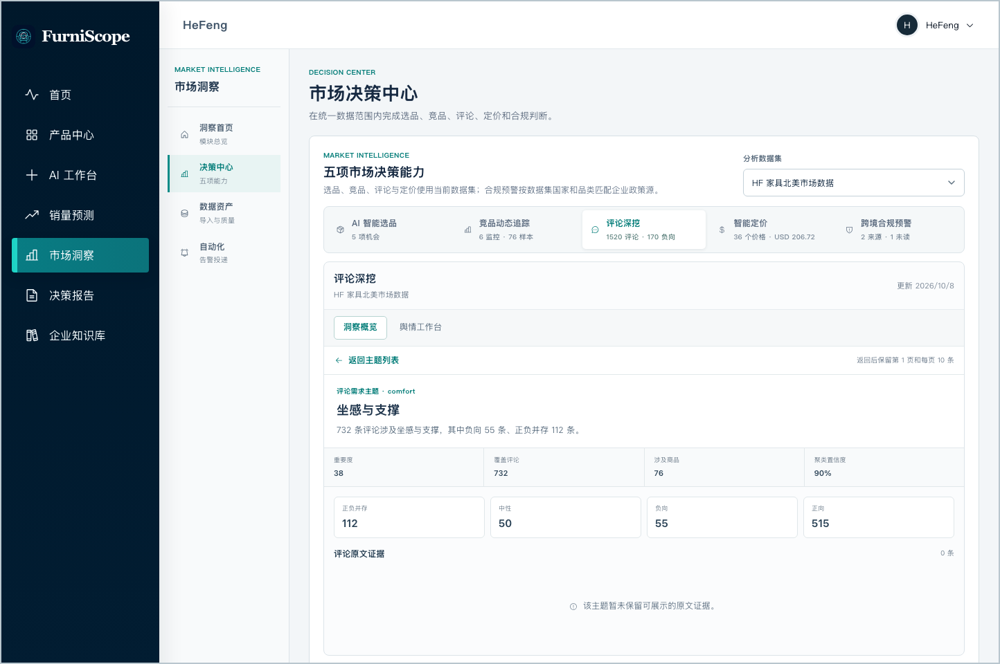 FurniScope
首页
产品中心
AI 工作台
销量预测
市场洞察
决策报告
企业知识库
HeFeng
H
HeFeng
MARKET INTELLIGENCE
市场洞察
洞察首页
模块总览
决策中心
五项能力
数据资产
导入与质量
自动化
告警投递
DECISION CENTER
市场决策中心
在统一数据范围内完成选品、竞品、评论、定价和合规判断。
MARKET INTELLIGENCE
五项市场决策能力
选品、竞品、评论与定价使用当前数据集；合规预警按数据集国家和品类匹配企业政策源。
分析数据集
HF 家具北美市场数据
AI 智能选品
5 项机会
竞品动态追踪
6 监控 · 76 样本
评论深挖
1520 评论 · 170 负向
智能定价
36 个价格 · USD 206.72
跨境合规预警
2 来源 · 1 未读
评论深挖
HF 家具北美市场数据
更新 2026/10/8
洞察概览
舆情工作台
返回主题列表
返回后保留第 1 页和每页 10 条
评论需求主题 · comfort
坐感与支撑
732 条评论涉及坐感与支撑，其中负向 55 条、正负并存 112 条。
重要度
38
覆盖评论
732
涉及商品
76
聚类置信度
90%
正负并存
112
中性
50
负向
55
正向
515
评论原文证据
0 条
该主题暂未保留可展示的原文证据。